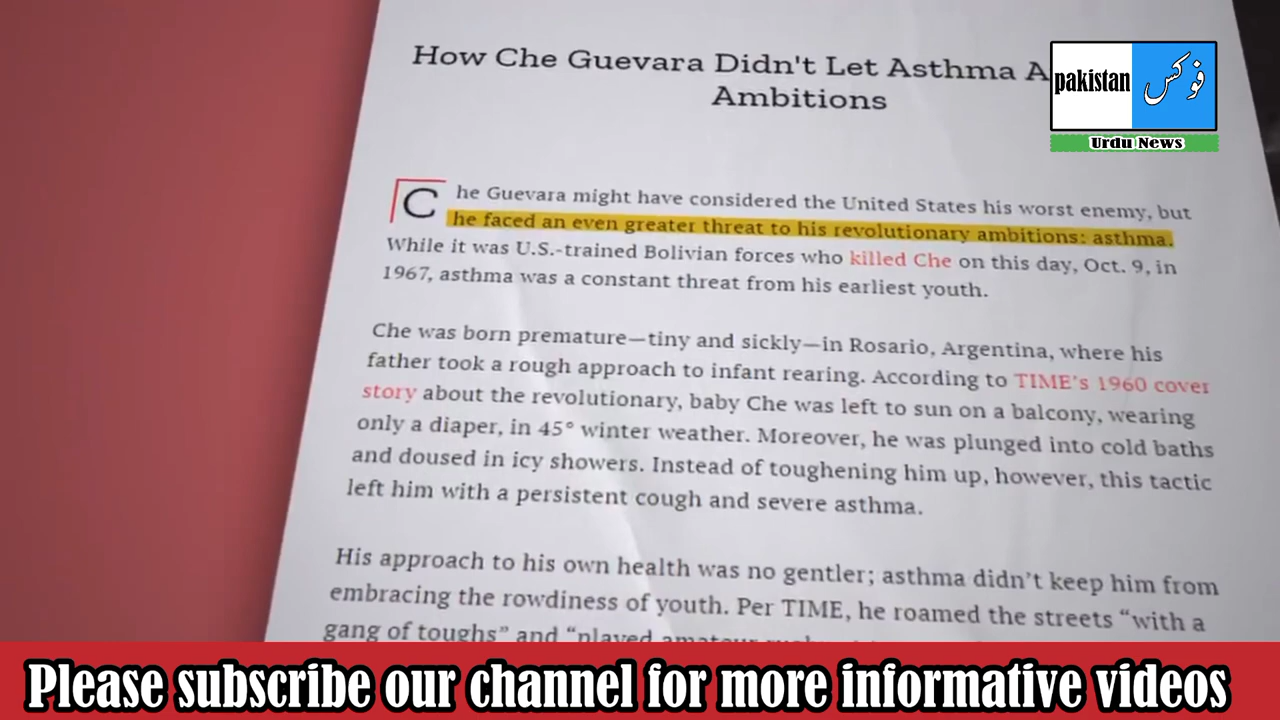 How Che Guevara Didn't Let Asthma
Ambitions
pakistan فوکس
Urdu News
Che Guevara might have considered the United States his worst enemy, but
he faced an even greater threat to his revolutionary ambitions: asthma.
While it was U.S.-trained Bolivian forces who killed Che on this day, Oct. 9, in
1967, asthma was a constant threat from his earliest youth.
Che was born premature—tiny and sickly—in Rosario, Argentina, where his
father took a rough approach to infant rearing. According to TIME's 1960 cover
story about the revolutionary, baby Che was left to sun on a balcony, wearing
only a diaper, in 45° winter weather. Moreover, he was plunged into cold baths
and doused in icy showers. Instead of toughening him up, however, this tactic
left him with a persistent cough and severe asthma.
His approach to his own health was no gentler; asthma didn't keep him from
embracing the rowdiness of youth. Per TIME, he roamed the streets “with a
gang of toughs” and “played amateur
Please subscribe our channel for more informative videos